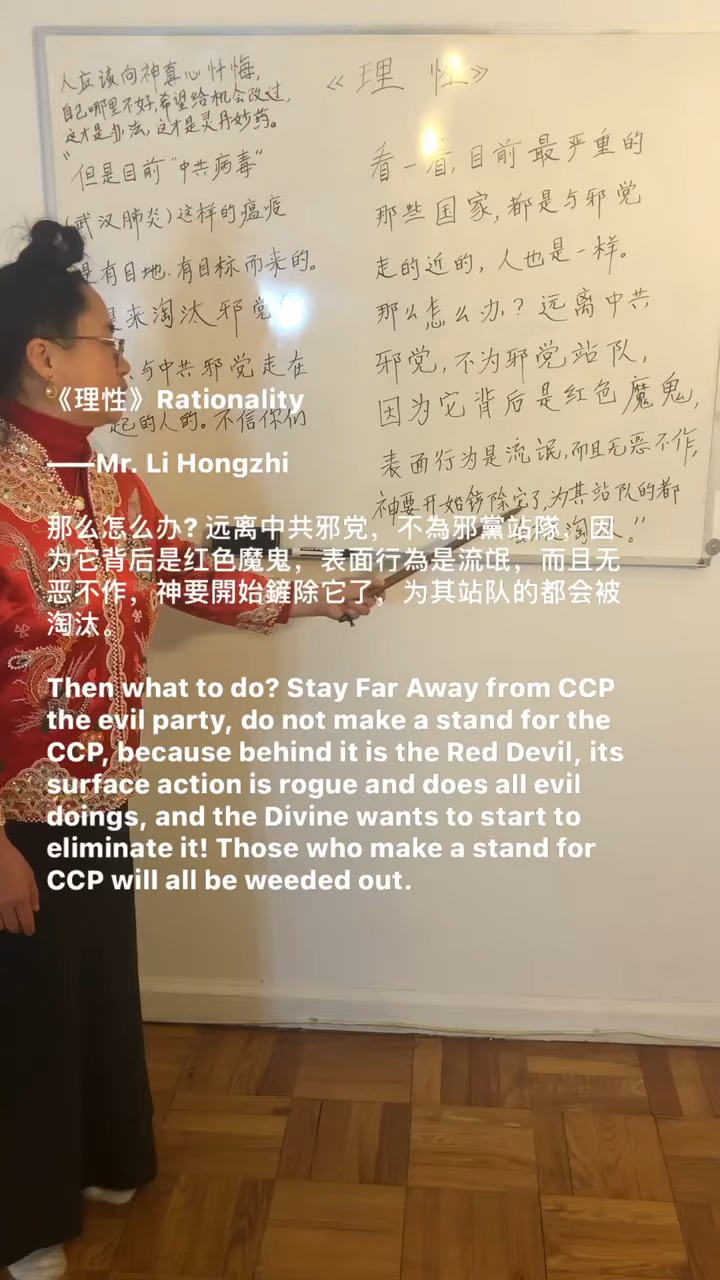 《理 性》
人应该向神真心忏悔,
自己哪里不好,希望给机会改过,
这才是办法,这才是灵丹妙药。
"但是目前"中共病毒"
(武汉肺炎)这样的瘟疫
是有目地.有目标而来的。
是来淘汰邪党
与中共邪党走在
起的人的。不信你们
看一看,目前最严重的
那些国家,都是与邪党
走的近的,人也是一样。
那么怎么办?远离中共
邪党,不为邪党站队,
因为它背后是红色魔鬼,
表面行为是流氓,而且无恶不作,
神要开始铲除它了,为其站队的都
淘汰。"
《理性》Rationality
——Mr. Li Hongzhi
那么怎么办? 远离中共邪党，不為邪黨站隊，因
为它背后是红色魔鬼，表面行為是流氓，而且无
恶不作，神要開始鏟除它了，为其站队的都会被
淘汰。
Then what to do? Stay Far Away from CCP
the evil party, do not make a stand for the
CCP, because behind it is the Red Devil, its
surface action is rogue and does all evil
doings, and the Divine wants to start to
eliminate it! Those who make a stand for
CCP will all be weeded out.